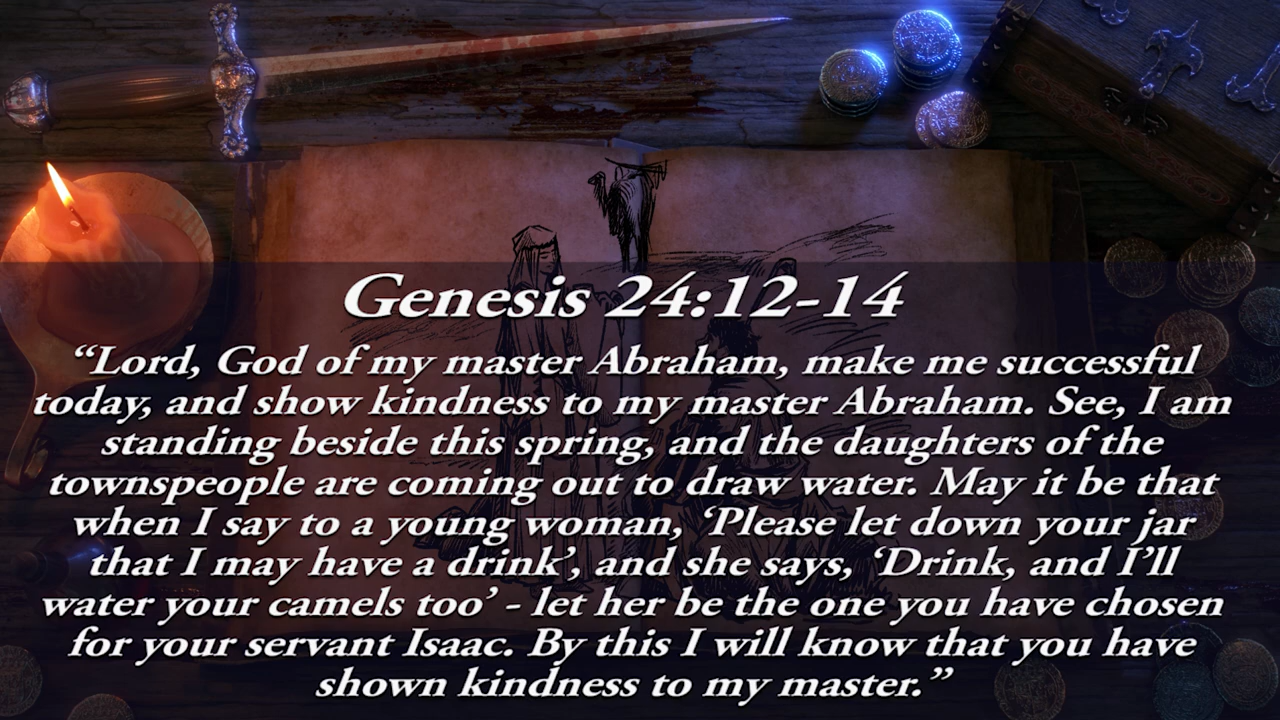 Genesis 24:12-14
“Lord, God of my master Abraham, make me successful
today, and show kindness to my master Abraham. See, I am
standing beside this spring, and the daughters of the
townspeople are coming out to draw water. May it be that
when I say to a young woman, ‘Please let down your jar
that I may have a drink’, and she says, ‘Drink, and I’ll
water your camels too’ - let her be the one you have chosen
for your servant Isaac. By this I will know that you have
shown kindness to my master.”